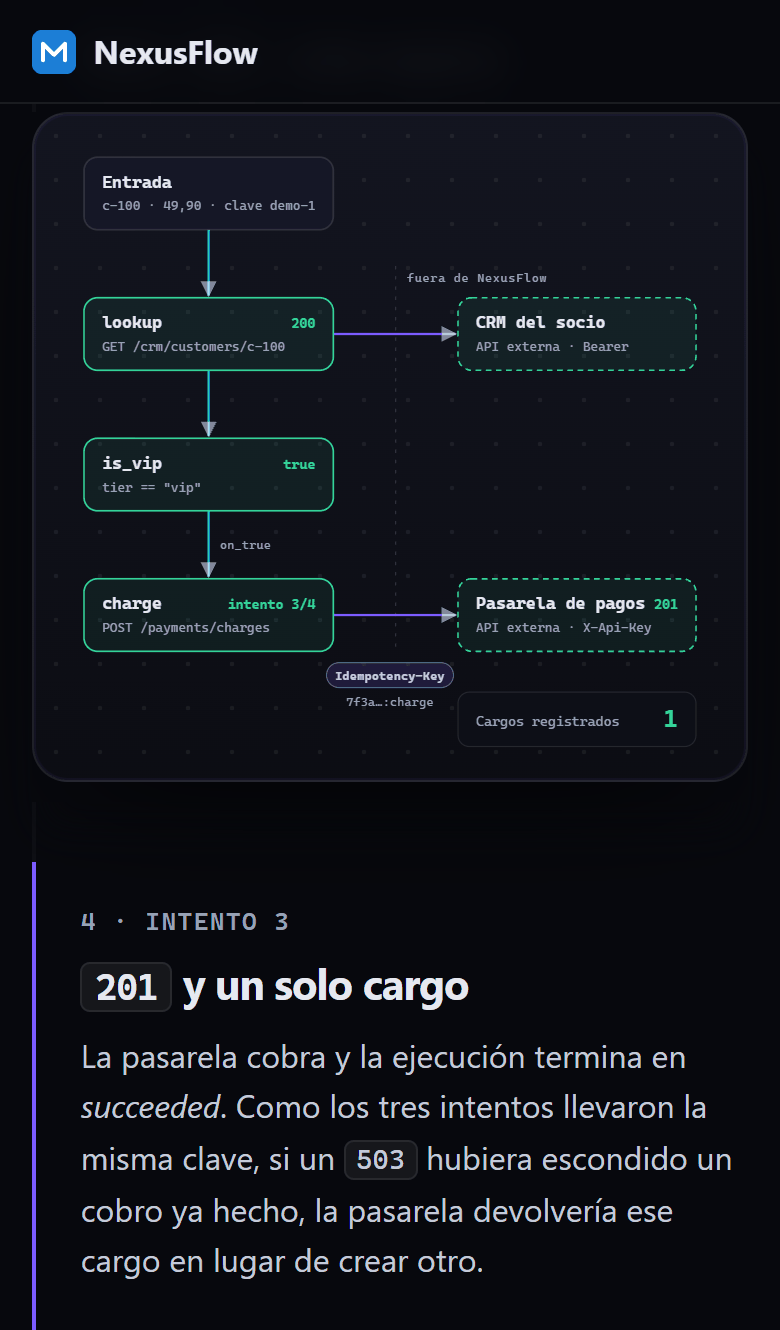 NexusFlow
Entrada
c-100 · 49,90 · clave demo-1
fuera de NexusFlow
lookup 200
GET /crm/customers/c-100
CRM del socio
API externa · Bearer
is_vip true
tier == "vip"
on_true
charge intento 3/4
POST /payments/charges
Pasarela de pagos 201
API externa · X-Api-Key
Idempotency-Key
7f3a…:charge
Cargos registrados 1
4 · INTENTO 3
201 y un solo cargo
La pasarela cobra y la ejecución termina en
succeeded. Como los tres intentos llevaron la
misma clave, si un 503 hubiera escondido un
cobro ya hecho, la pasarela devolvería ese
cargo en lugar de crear otro.